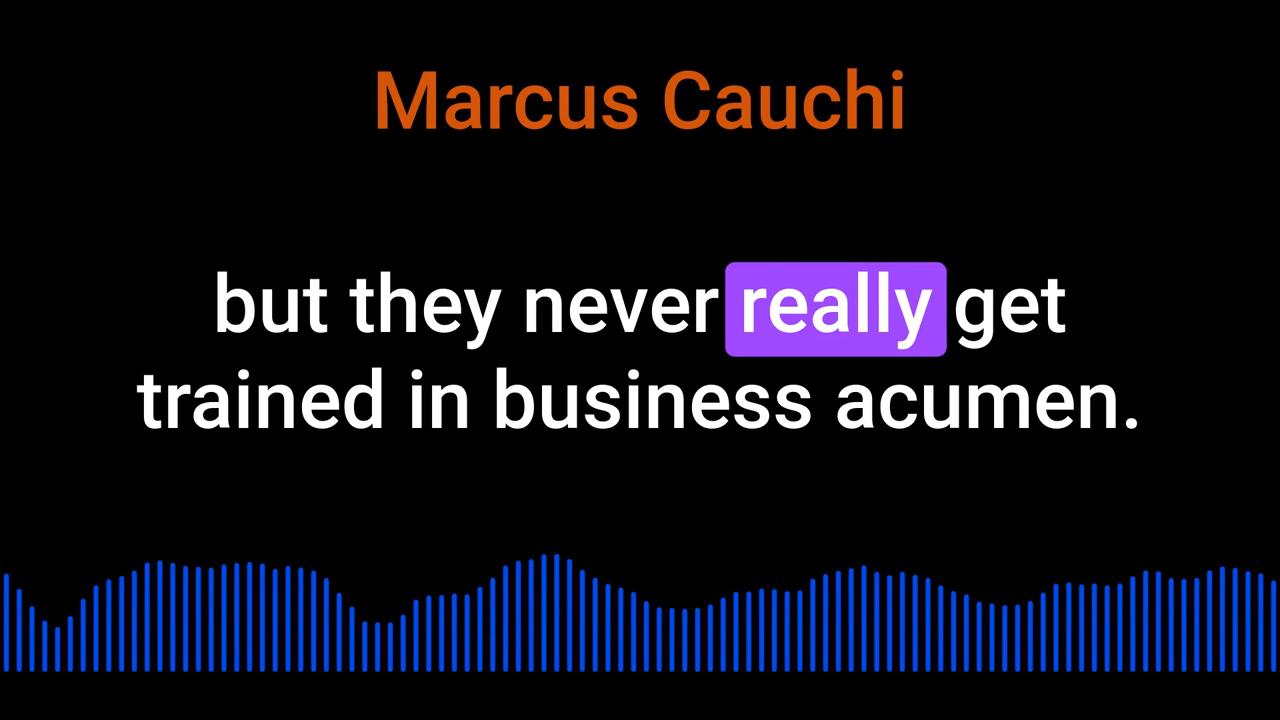 Marcus Cauchi
but they never really get
trained in business acumen.